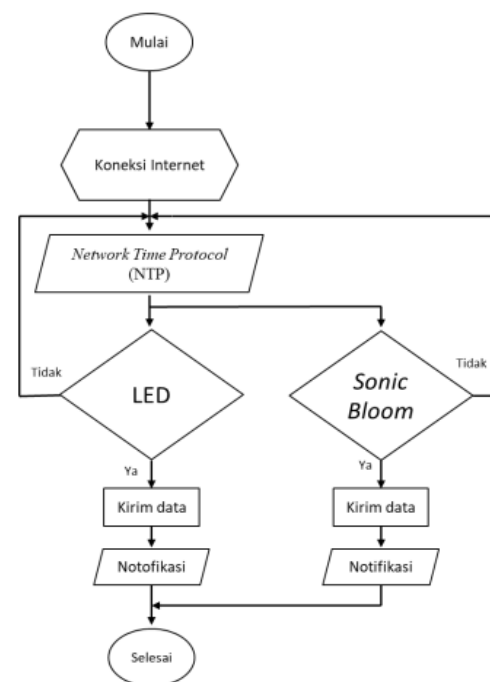 Mulai
Koneksi Internet
Network Time Protocol
(NTP)
Tidak
LED
Sonic
Bloom
Tidak
Ya
Ya
Kirim data
Kirim data
Notofikasi
Notifikasi
Selesai